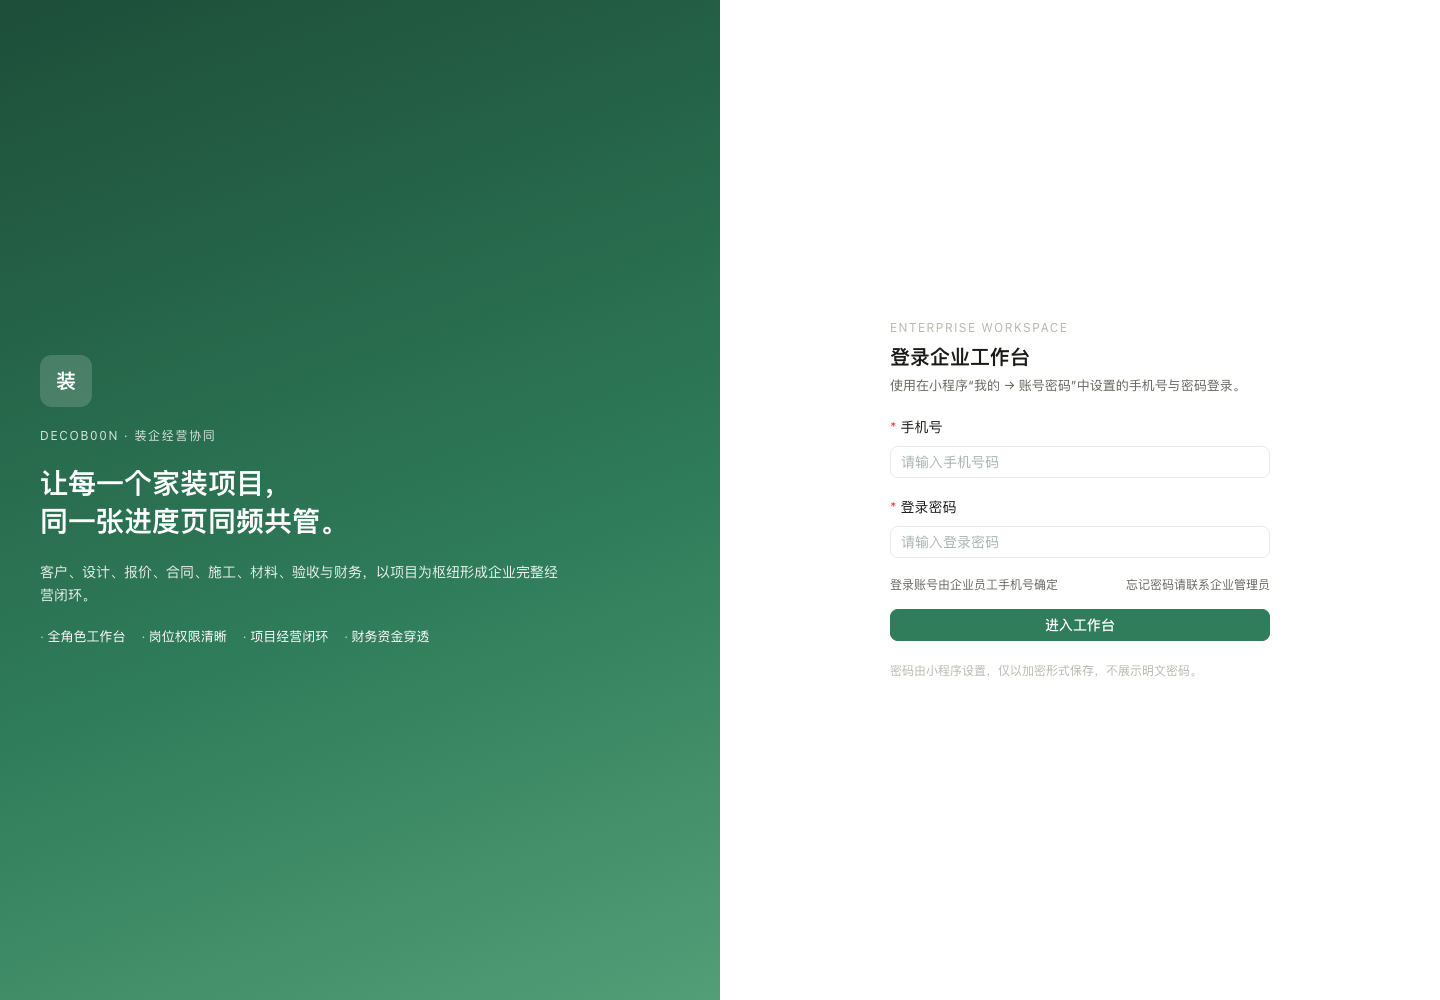 装
DECOB00N · 装企经营协同
让每一个家装项目，
同一张进度页同频共管。
客户、设计、报价、合同、施工、材料、验收与财务，以项目为枢纽形成企业完整经
营闭环。
· 全角色工作台 · 岗位权限清晰 · 项目经营闭环 · 财务资金穿透
ENTERPRISE WORKSPACE
登录企业工作台
使用在小程序“我的 → 账号密码”中设置的手机号与密码登录。
* 手机号
请输入手机号码
* 登录密码
请输入登录密码
登录账号由企业员工手机号确定 忘记密码请联系企业管理员
进入工作台
密码由小程序设置，仅以加密形式保存，不展示明文密码。